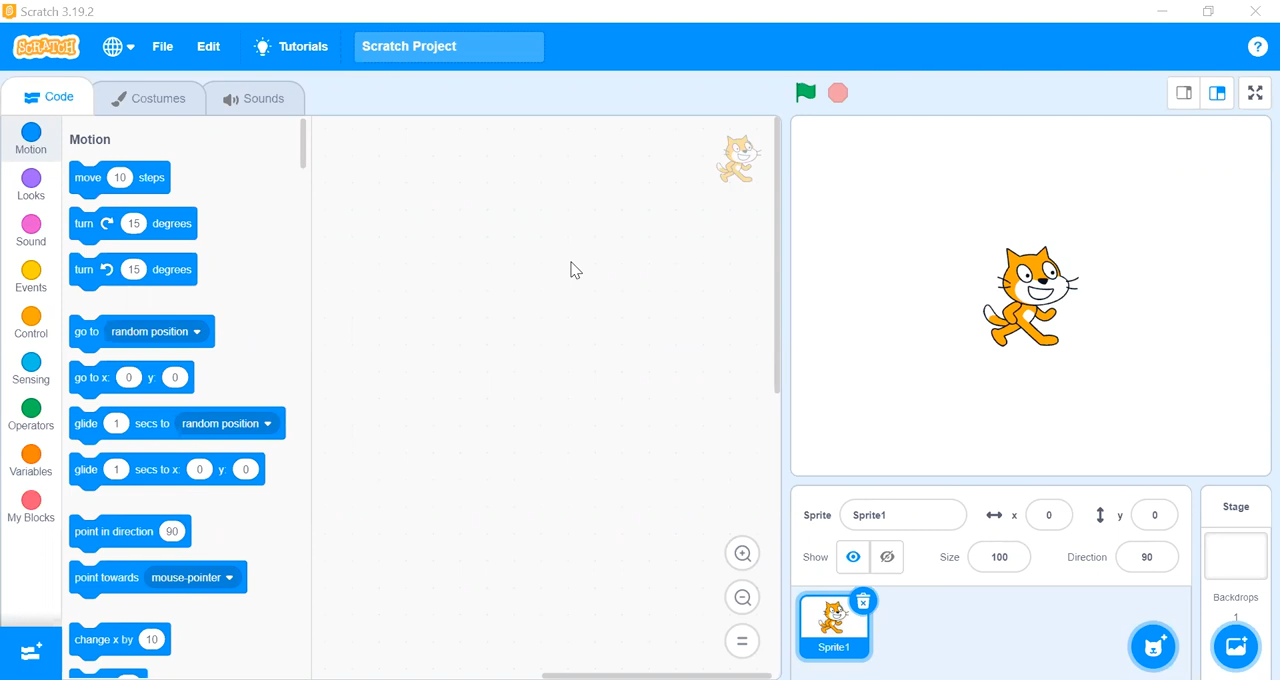 Scratch 3.19.2
SCRATCH
File
Edit
Tutorials
Scratch Project
?
Code
Costumes
Sounds
Motion
Looks
Sound
Events
Control
Sensing
Operators
Variables
My Blocks
Motion
move 10 steps
turn 15 degrees
turn 15 degrees
go to random position
go to x: 0 y: 0
glide 1 secs to random position
glide 1 secs to x: 0 y: 0
point in direction 90
point towards mouse-pointer
change x by 10
Sprite Sprite1 x 0 y 0
Show Size 100 Direction 90
Sprite1
Stage
Backdrops
1